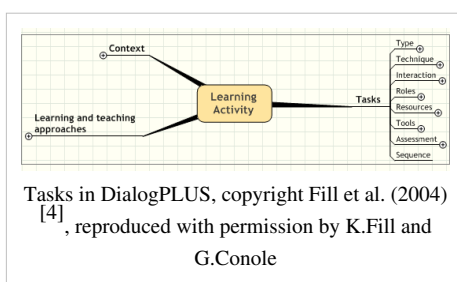 Context
Learning and teaching
approaches
Learning
Activity
Tasks
Type
Technique
Interaction
Roles
Resources
Tools
Assessment
Sequence
Tasks in DialogPLUS, copyright Fill et al. (2004)
[4], reproduced with permission by K.Fill and
G.Conole